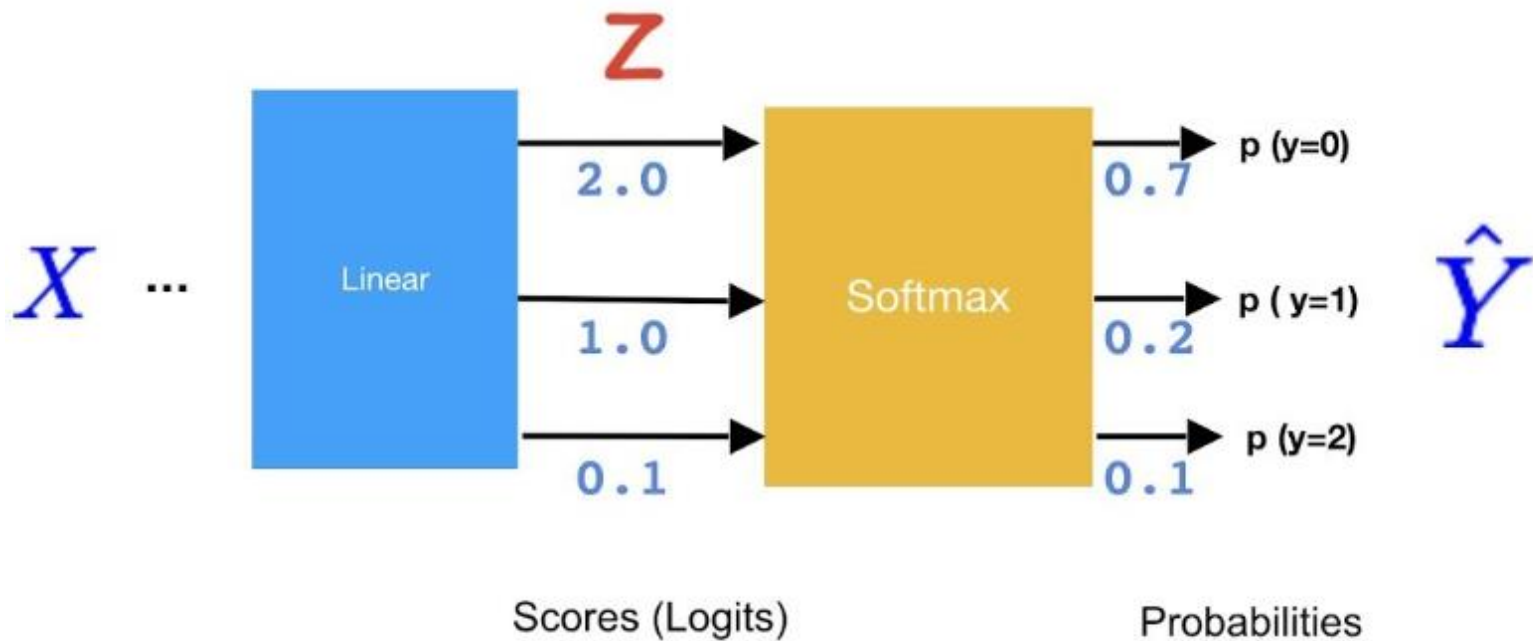 Z
2.0
0.7
p (y=0)
X
...
Linear
1.0
Softmax
0.2
p ( y=1)
Ŷ
0.1
0.1
p (y=2)
Scores (Logits)
Probabilities